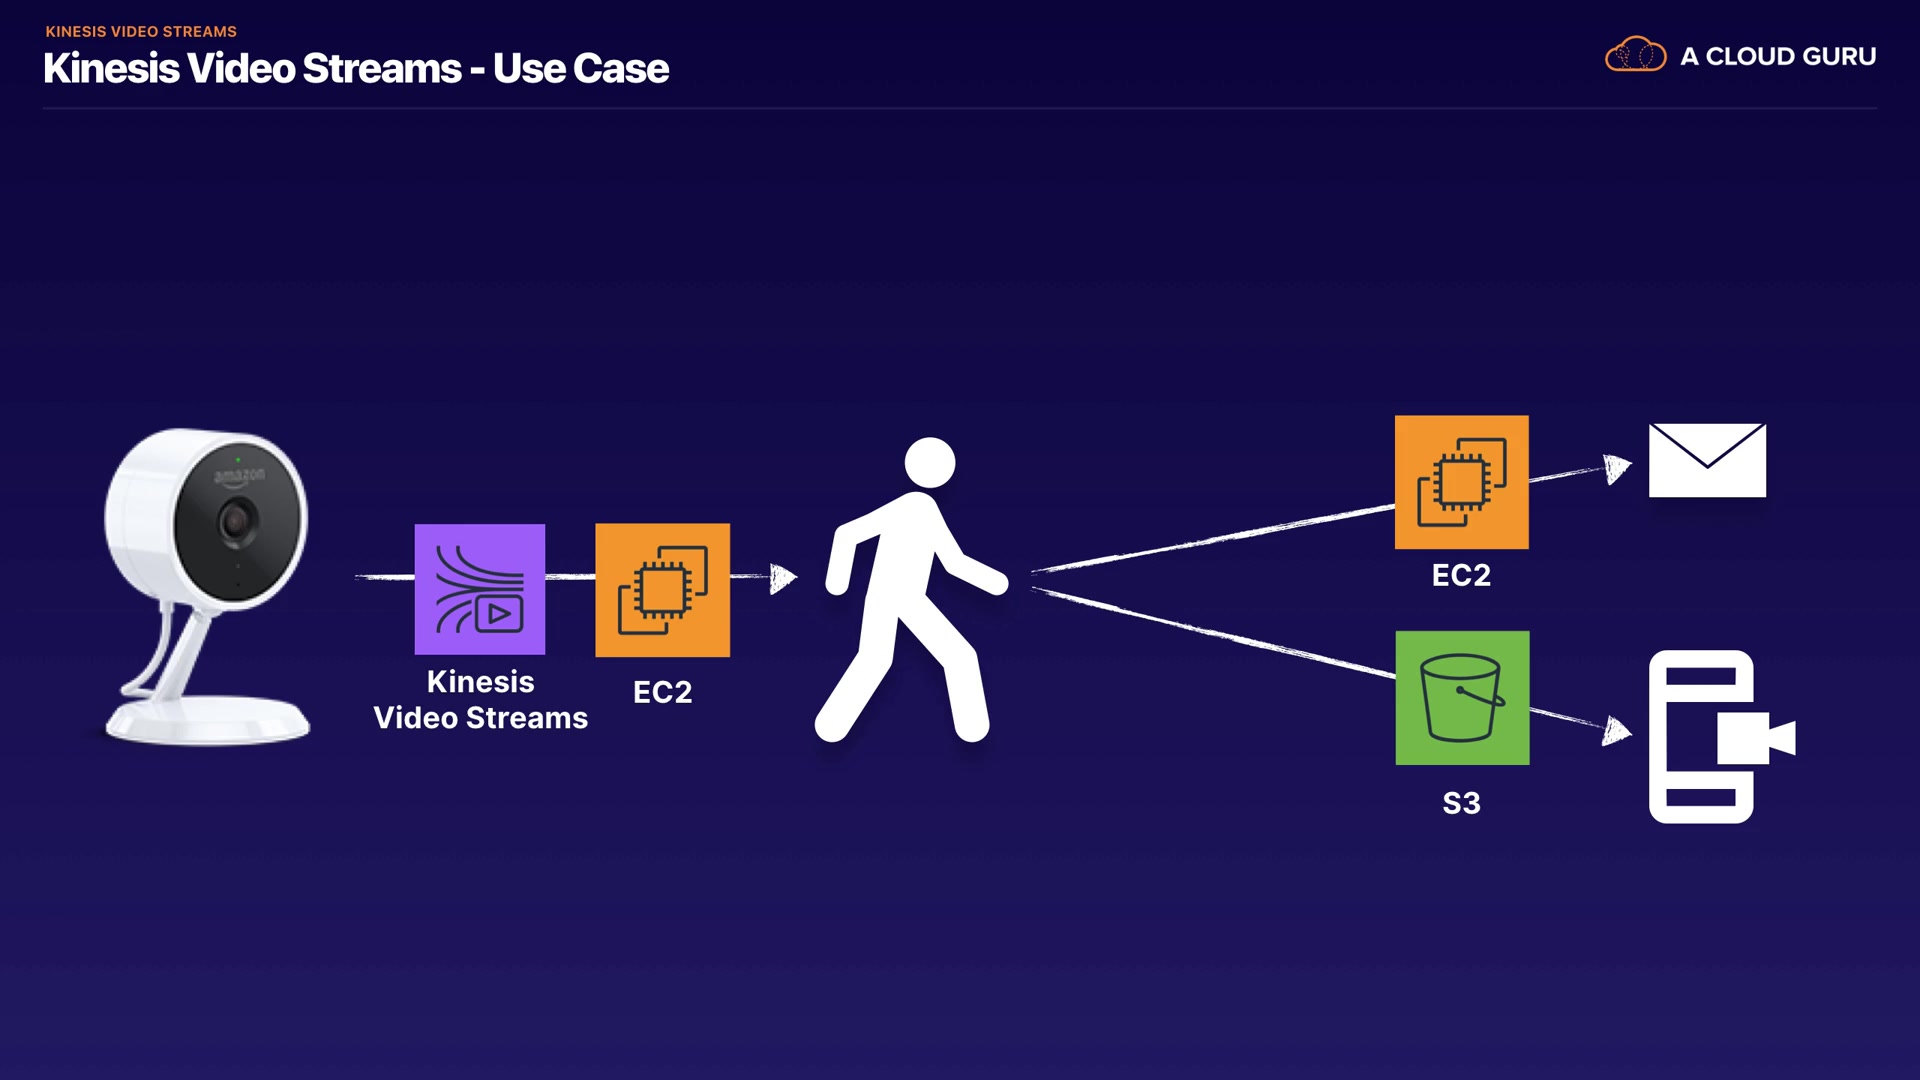 KINESIS VIDEO STREAMS
Kinesis Video Streams - Use Case
A CLOUD GURU
amazon
Kinesis
Video Streams
EC2
EC2
S3